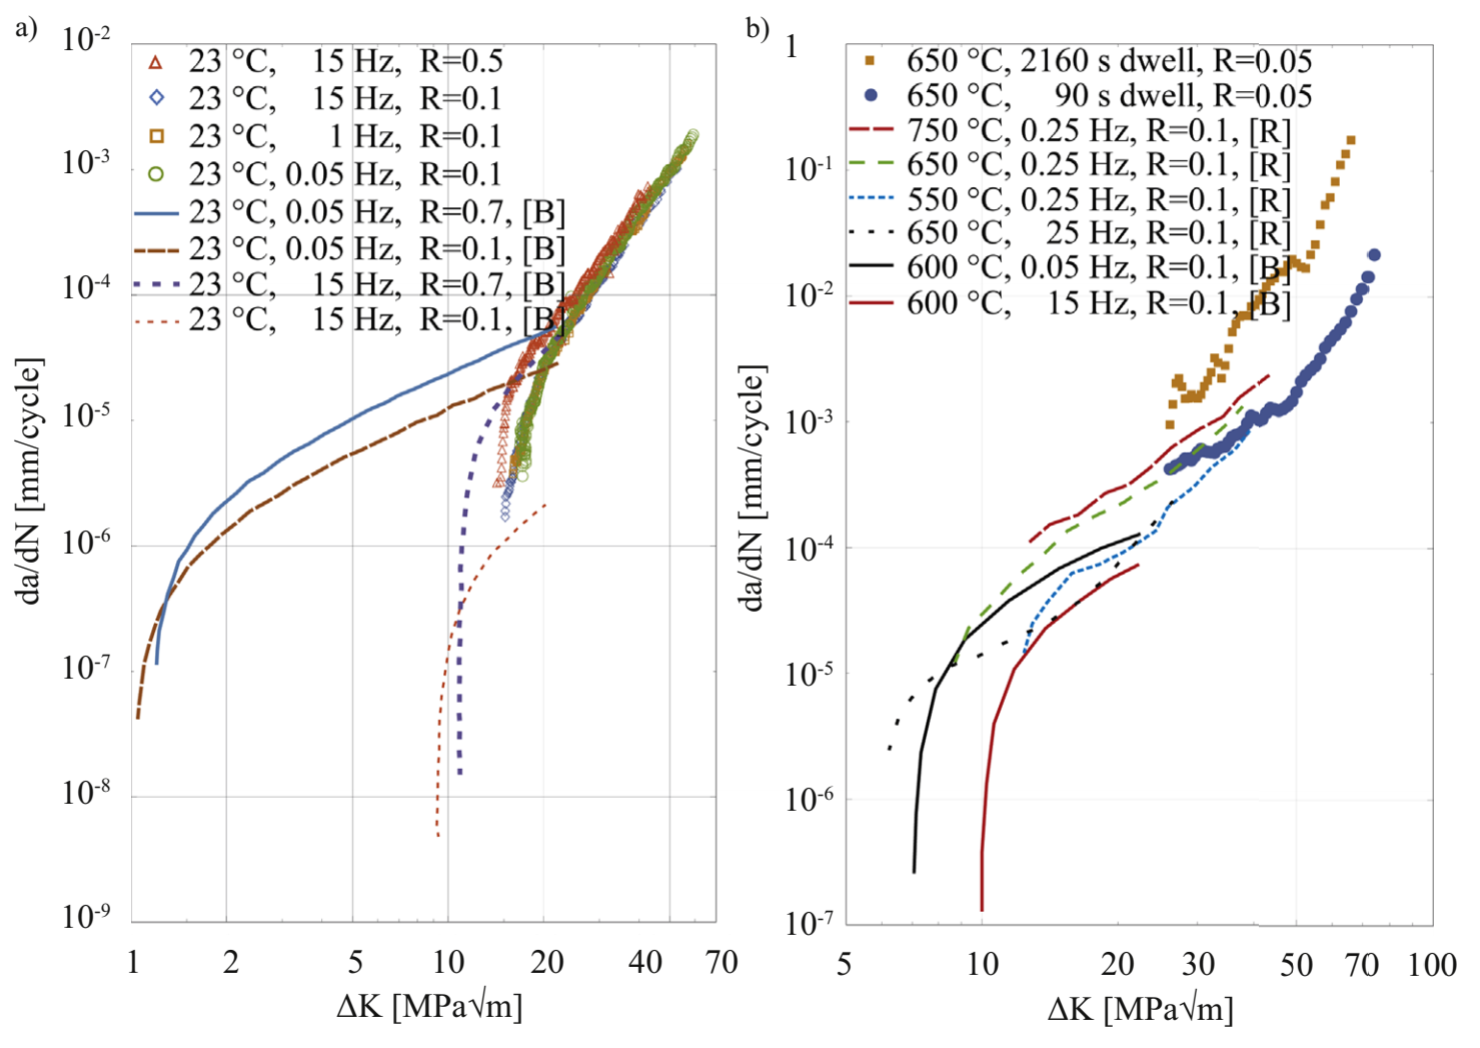 a)
10-2
23 °C, 15 Hz, R=0.5
23 °C, 15 Hz, R=0.1
23 °C, 1 Hz, R=0.1
23 °C, 0.05 Hz, R=0.1
23 °C, 0.05 Hz, R=0.7, [B]
23 °C, 0.05 Hz, R=0.1, [B]
23 °C, 15 Hz, R=0.7, [B]
23 °C, 15 Hz, R=0.1, [B]
10-3
10-4
10-5
10-6
10-7
10-8
10-9
da/dN [mm/cycle]
1 2 5 10 20 40 70
ΔK [MPa√m]
b)
1
650 °C, 2160 s dwell, R=0.05
650 °C, 90 s dwell, R=0.05
750 °C, 0.25 Hz, R=0.1, [R]
650 °C, 0.25 Hz, R=0.1, [R]
550 °C, 0.25 Hz, R=0.1, [R]
650 °C, 25 Hz, R=0.1, [R]
600 °C, 0.05 Hz, R=0.1, [B]
600 °C, 15 Hz, R=0.1, [B]
10-1
10-2
10-3
10-4
10-5
10-6
10-7
da/dN [mm/cycle]
5 10 20 30 50 70 100
ΔK [MPa√m]